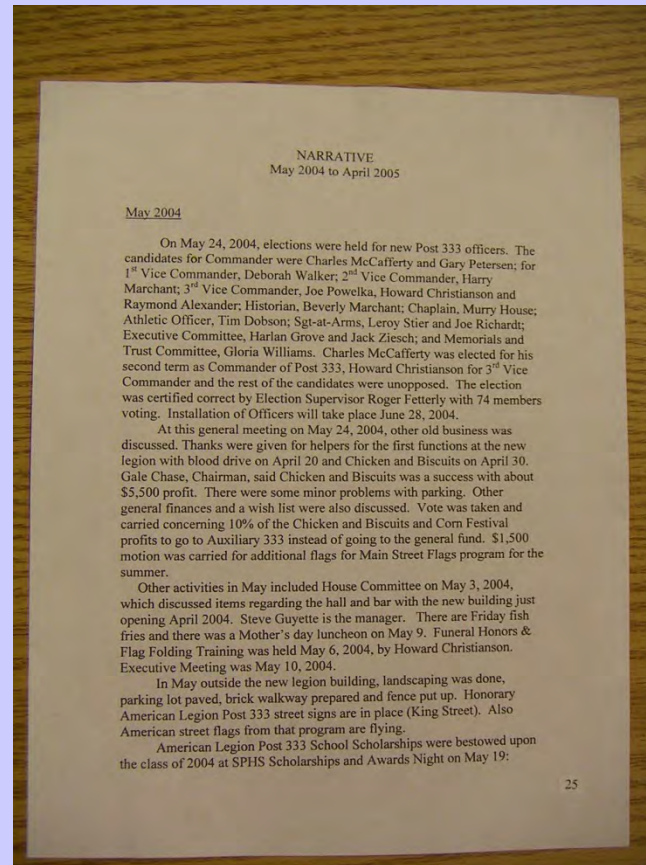 NARRATIVE
May 2004 to April 2005
May 2004
On May 24, 2004, elections were held for new Post 333 officers. The
candidates for Commander were Charles McCafferty and Gary Petersen; for
1st Vice Commander, Deborah Walker; 2nd Vice Commander, Harry
Marchant; 3rd Vice Commander, Joe Powelka, Howard Christianson and
Raymond Alexander; Historian, Beverly Marchant; Chaplain, Murry House;
Athletic Officer, Tim Dobson; Sgt-at-Arms, Leroy Stier and Joe Richardt;
Executive Committee, Harlan Grove and Jack Ziesch; and Memorials and
Trust Committee, Gloria Williams. Charles McCafferty was elected for his
second term as Commander of Post 333, Howard Christianson for 3rd Vice
Commander and the rest of the candidates were unopposed. The election
was certified correct by Election Supervisor Roger Fetterly with 74 members
voting. Installation of Officers will take place June 28, 2004.
At this general meeting on May 24, 2004, other old business was
discussed. Thanks were given for helpers for the first functions at the new
legion with blood drive on April 20 and Chicken and Biscuits on April 30.
Gale Chase, Chairman, said Chicken and Biscuits was a success with about
$5,500 profit. There were some minor problems with parking. Other
general finances and a wish list were also discussed. Vote was taken and
carried concerning 10% of the Chicken and Biscuits and Corn Festival
profits to go to Auxiliary 333 instead of going to the general fund. $1,500
motion was carried for additional flags for Main Street Flags program for the
summer.
Other activities in May included House Committee on May 3, 2004,
which discussed items regarding the hall and bar with the new building just
opening April 2004. Steve Guyette is the manager. There are Friday fish
fries and there was a Mother's day luncheon on May 9. Funeral Honors &
Flag Folding Training was held May 6, 2004, by Howard Christianson.
Executive Meeting was May 10, 2004.
In May outside the new legion building, landscaping was done,
parking lot paved, brick walkway prepared and fence put up. Honorary
American Legion Post 333 street signs are in place (King Street). Also
American street flags from that program are flying.
American Legion Post 333 School Scholarships were bestowed upon
the class of 2004 at SPHS Scholarships and Awards Night on May 19:
25